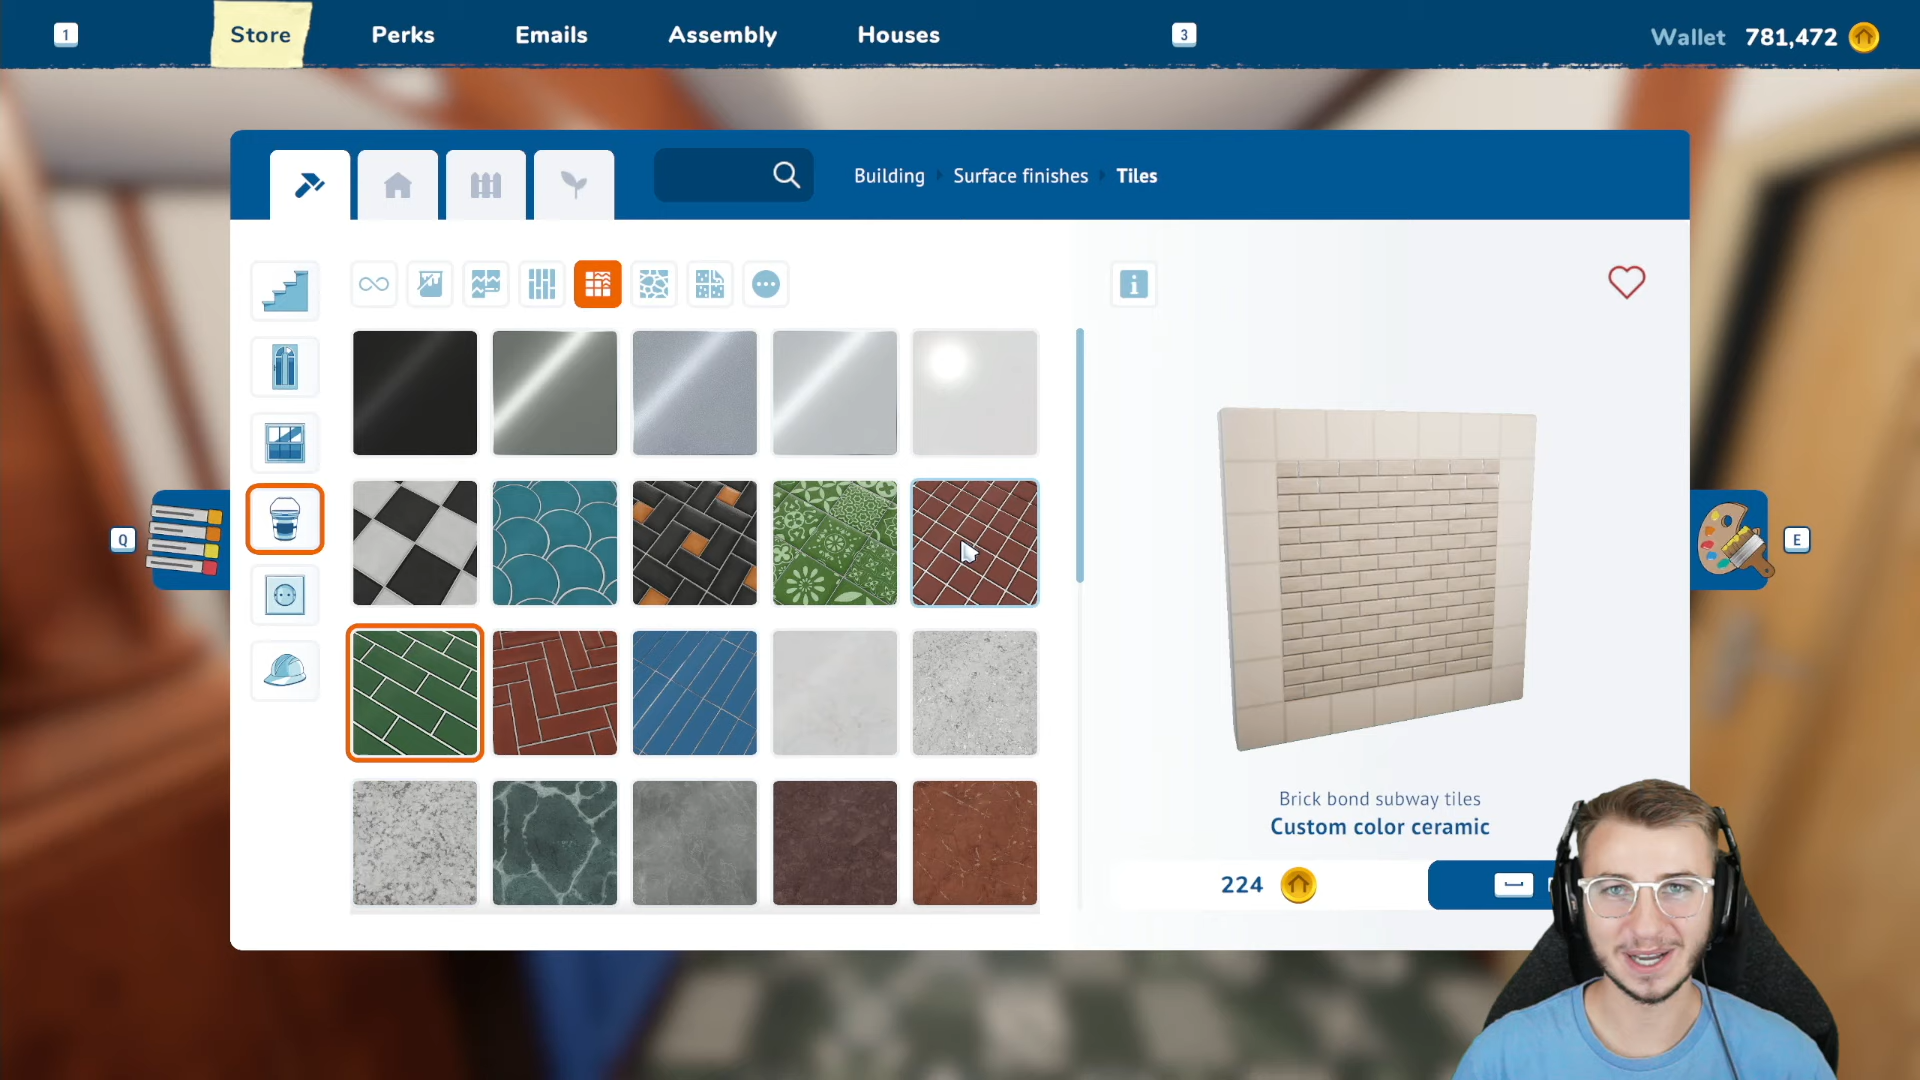 1
Store
Perks
Emails
Assembly
Houses
3
Wallet 781,472
Building
Surface finishes
Tiles
Q
E
Brick bond subway tiles
Custom color ceramic
224